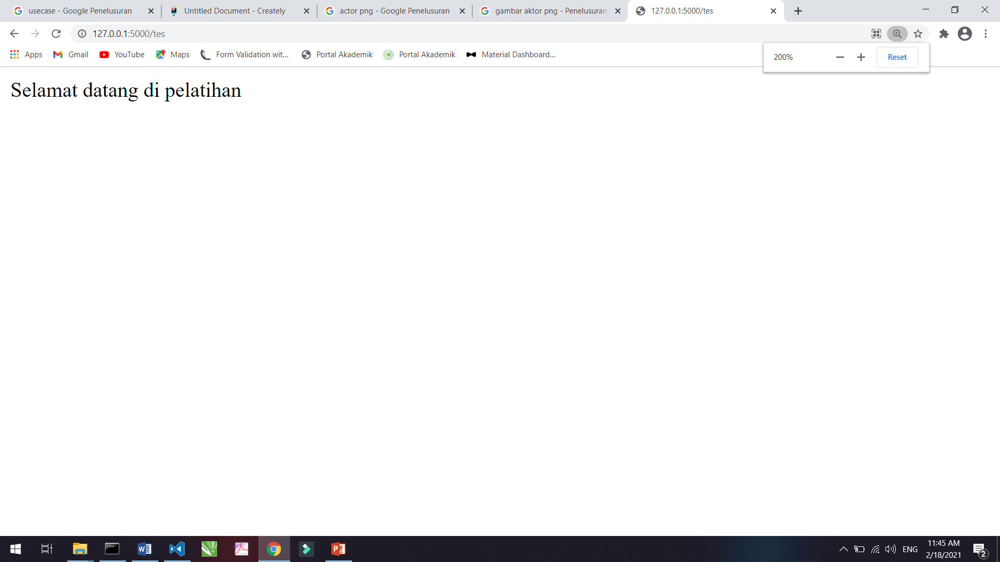 usecase - Google Penelusuran
Untitled Document - Creately
actor png - Google Penelusuran
gambar aktor png - Penelusuran
127.0.0.1:5000/tes
127.0.0.1:5000/tes
Apps
Gmail
YouTube
Maps
Form Validation wit...
Portal Akademik
Portal Akademik
Material Dashboard...
200%
Reset
Selamat datang di pelatihan
ENG
11:45 AM
2/18/2021
2